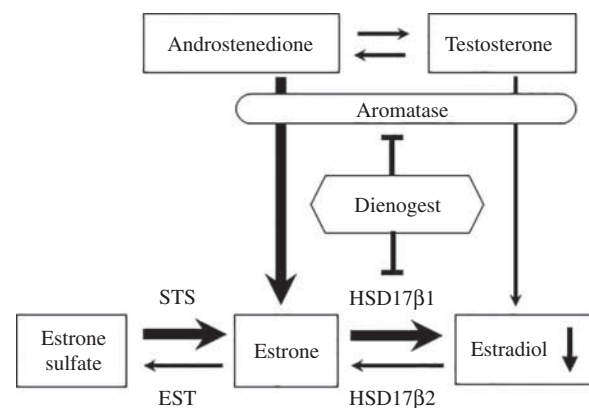 Androstenedione
Testosterone
Aromatase
Dienogest
STS
HSD17β1
Estrone
sulfate
Estrone
Estradiol
EST
HSD17β2